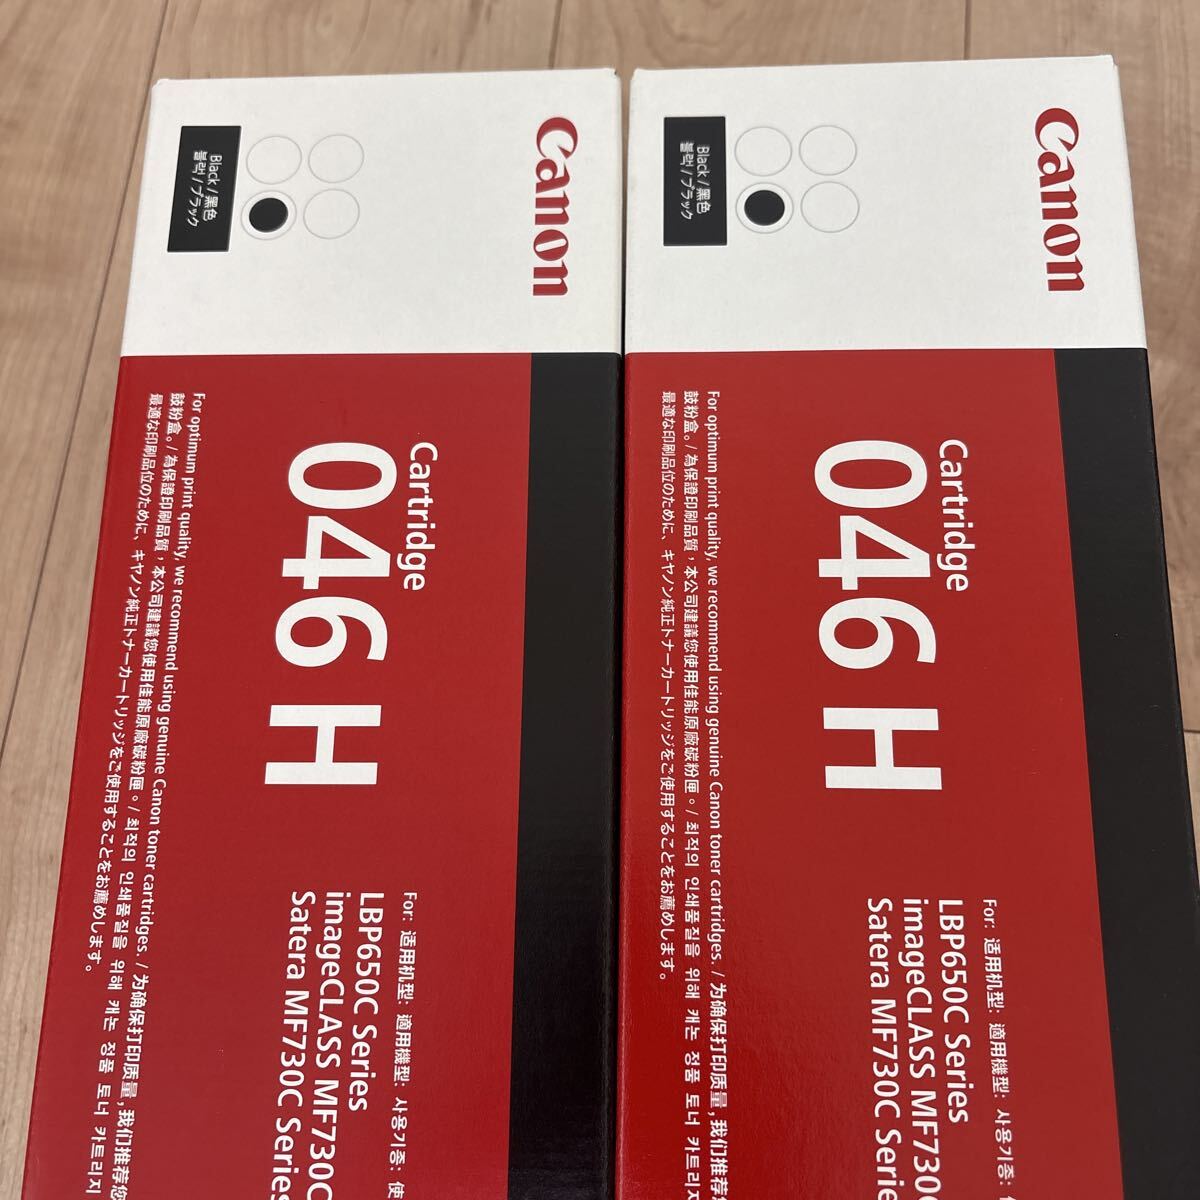 Canon
Black / 黑色
블랙 / ブラック
Cartridge
046 H
For optimum print quality, we recommend using genuine Canon toner cartridges. / 为确保打印质量,我们推荐您
鼓粉盒。/ 為保證印刷品質，本公司建議您使用佳能原廠碳粉匣。/ 최적의 인쇄품질을 위해 캐논 정품 토너 카트리지
最適な印刷品位のために、キヤノン純正トナーカートリッジをご使用することをお薦めします。
For: 适用机型: 適用機型: 사용기종: 使
LBP650C Series
imageCLASS MF730C
Satera MF730C Series
Canon
Black / 黑色
블랙 / ブラック
Cartridge
046 H
For optimum print quality, we recommend using genuine Canon toner cartridges. / 为确保打印质量,我们推荐您
鼓粉盒。/ 為保證印刷品質，本公司建議您使用佳能原廠碳粉匣。/ 최적의 인쇄품질을 위해 캐논 정품 토너 카트리지
最適な印刷品位のために、キヤノン純正トナーカートリッジをご使用することをお薦めします。
For: 适用机型: 適用機型: 사용기종:
LBP650C Series
imageCLASS MF730C
Satera MF730C Serie